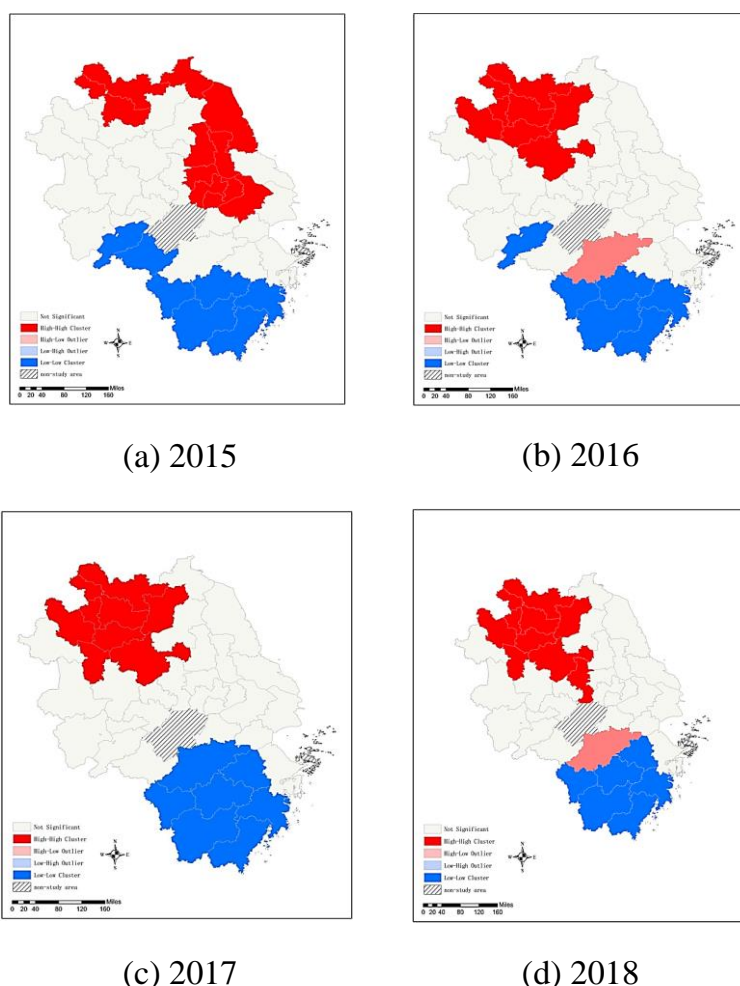 N
W E
S
Not Significant
High-High Cluster
High-Low Outlier
Low-High Outlier
Low-Low Cluster
non-study area
Miles
0 20 40 80 120 160
(a) 2015
N
W E
S
Not Significant
High-High Cluster
High-Low Outlier
Low-High Outlier
Low-Low Cluster
non-study area
Miles
0 20 40 80 120 160
(b) 2016
N
W E
S
Not Significant
High-High Cluster
High-Low Outlier
Low-High Outlier
Low-Low Cluster
non-study area
Miles
0 20 40 80 120 160
(c) 2017
N
W E
S
Not Significant
High-High Cluster
High-Low Outlier
Low-High Outlier
Low-Low Cluster
non-study area
Miles
0 20 40 80 120 160
(d) 2018